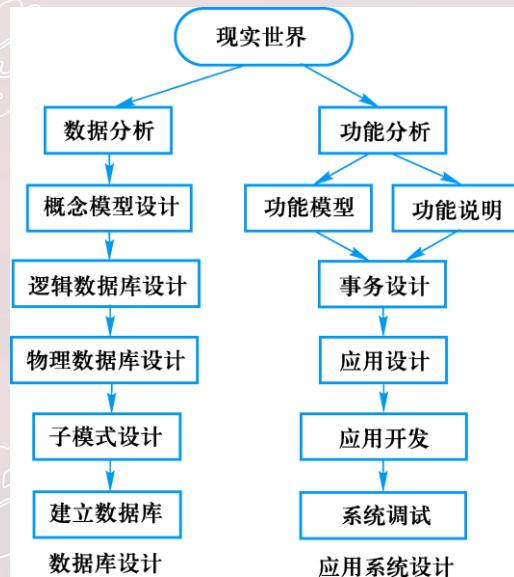 现实世界
数据分析
功能分析
概念模型设计
功能模型
功能说明
逻辑数据库设计
事务设计
物理数据库设计
应用设计
子模式设计
应用开发
建立数据库
系统调试
数据库设计
应用系统设计